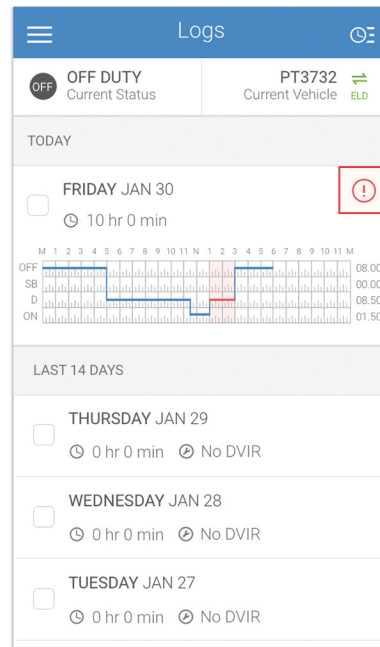 Logs
OFF
OFF DUTY
Current Status
PT3732
Current Vehicle
ELD
TODAY
FRIDAY JAN 30
10 hr 0 min
M 1 2 3 4 5 6 7 8 9 10 11 N 1 2 3 4 5 6 7 8 9 10 11 M
OFF 08.00
SB 00.00
D 08.50
ON 01.50
LAST 14 DAYS
THURSDAY JAN 29
0 hr 0 min No DVIR
WEDNESDAY JAN 28
0 hr 0 min No DVIR
TUESDAY JAN 27
0 hr 0 min No DVIR